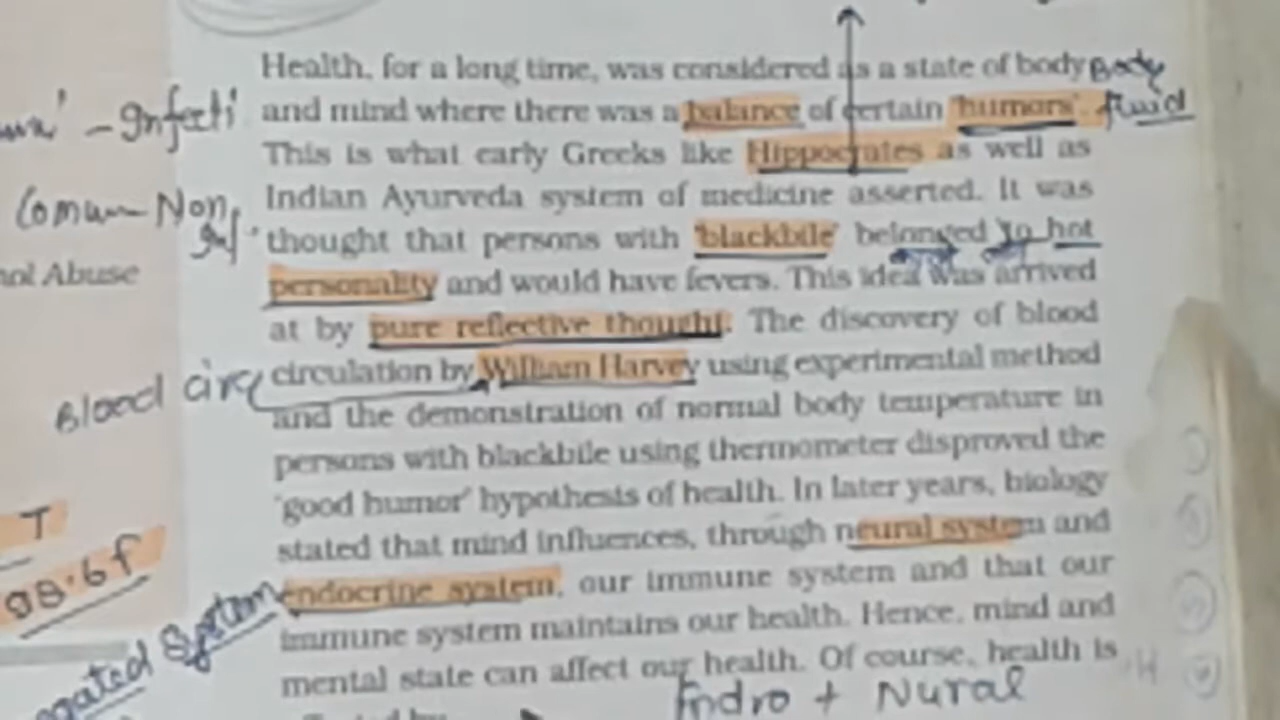 Health, for a long time, was considered as a state of body Body
and mind where there was a balance of certain 'humors'. fluid
This is what early Greeks like Hippocrates as well as
Indian Ayurveda system of medicine asserted. It was
thought that persons with 'blackbile' belonged to hot
personality and would have fevers. This idea was arrived
at by pure reflective thought. The discovery of blood
circulation by William Harvey using experimental method
and the demonstration of normal body temperature in
persons with blackbile using thermometer disproved the
'good humor' hypothesis of health. In later years, biology
stated that mind influences, through neural system and
endocrine system, our immune system and that our
immune system maintains our health. Hence, mind and
mental state can affect our health. Of course, health is
Endro + Nural
Non
Abuse
Blood circ
T
98.6f
System